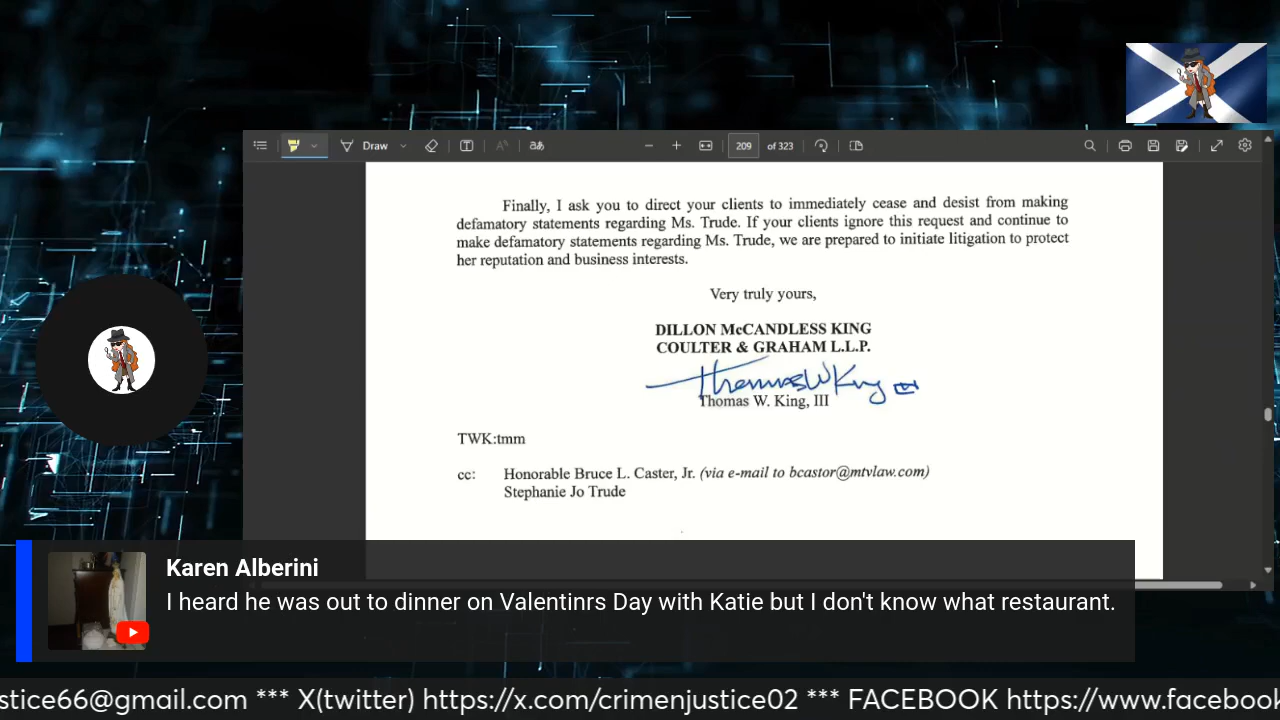 Draw
209 of 323
Finally, I ask you to direct your clients to immediately cease and desist from making
defamatory statements regarding Ms. Trude. If your clients ignore this request and continue to
make defamatory statements regarding Ms. Trude, we are prepared to initiate litigation to protect
her reputation and business interests.
Very truly yours,
DILLON McCANDLESS KING
COULTER & GRAHAM L.L.P.
Thomas W King
Thomas W. King, III
TWK:tmm
cc: Honorable Bruce L. Caster, Jr. (via e-mail to bcastor@mtvlaw.com)
Stephanie Jo Trude
Karen Alberini
I heard he was out to dinner on Valentinrs Day with Katie but I don't know what restaurant.
stice66@gmail.com *** X(twitter) https://x.com/crimenjustice02 *** FACEBOOK https://www.facebook